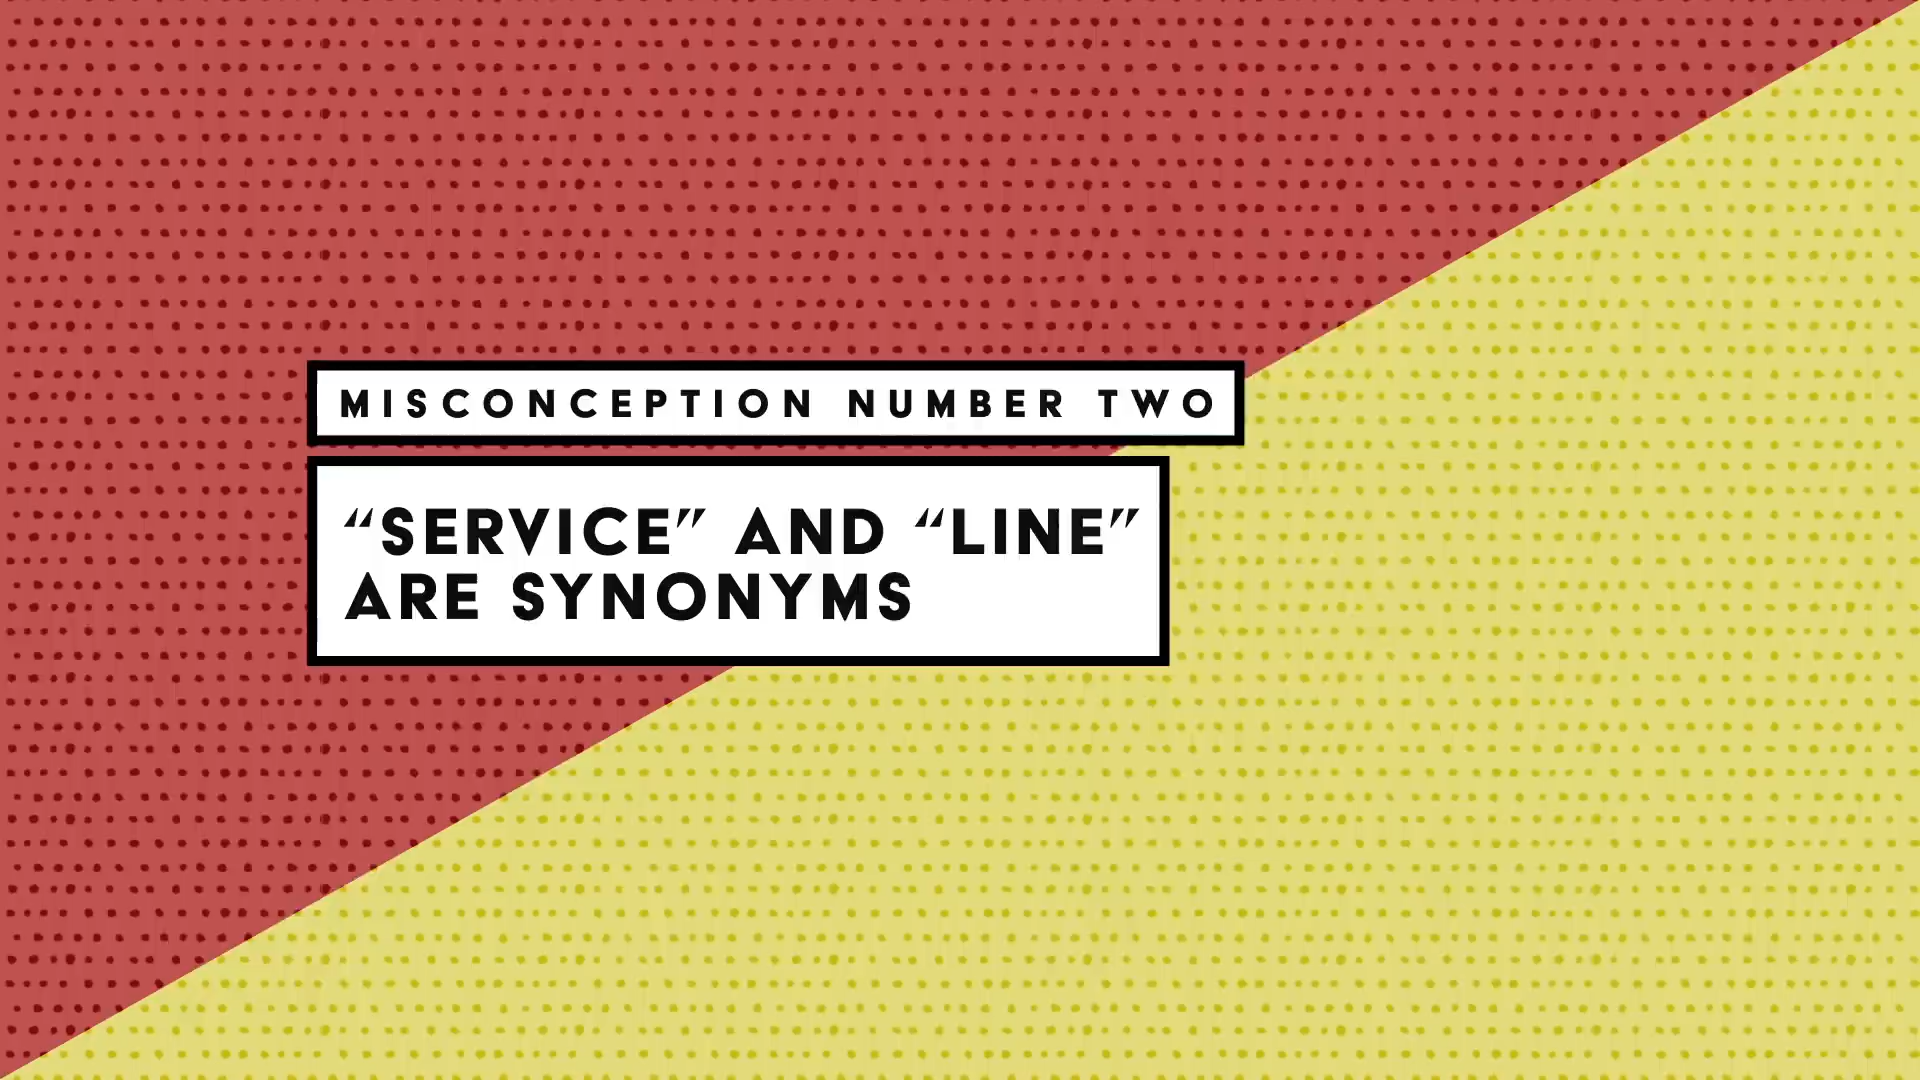 MISCONCEPTION NUMBER TWO
“SERVICE” AND “LINE”
ARE SYNONYMS